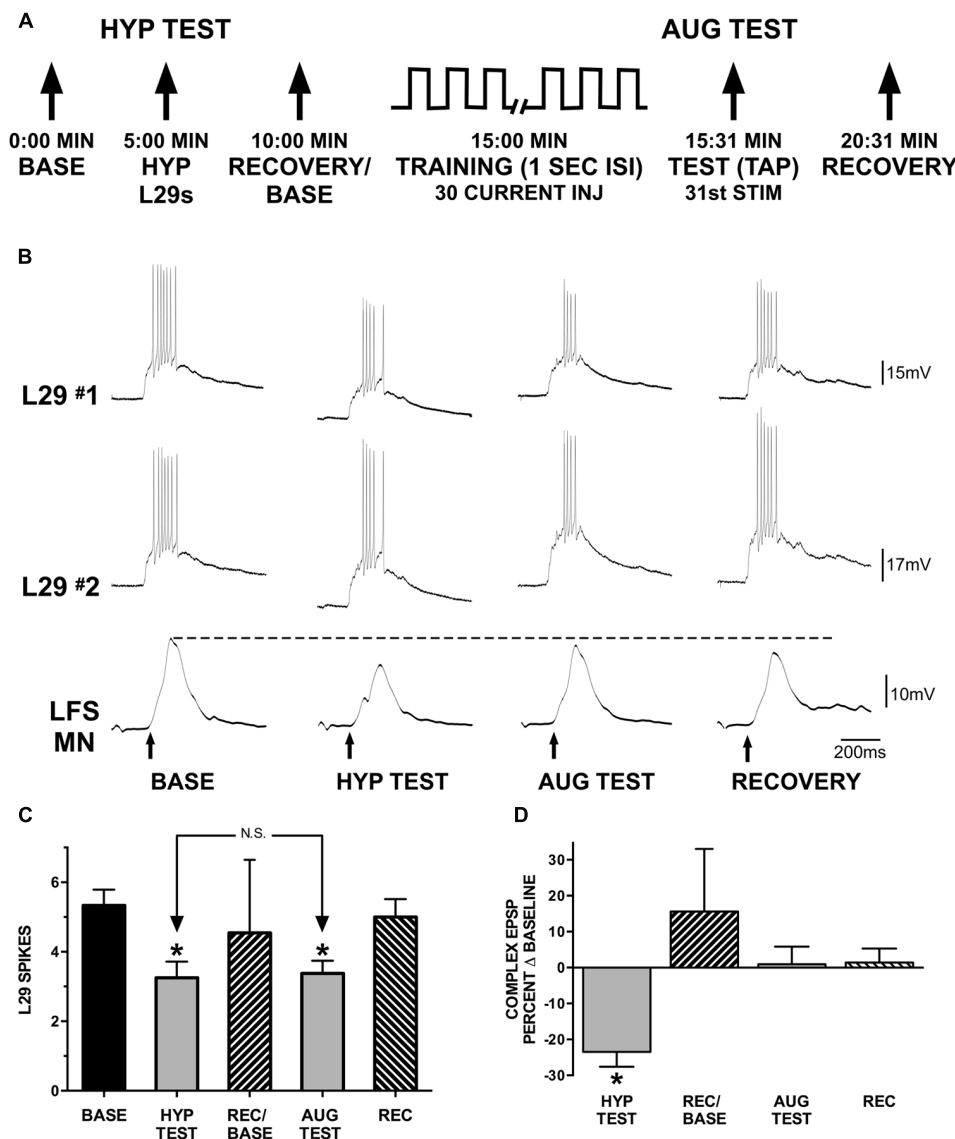 A
HYP TEST
AUG TEST
0:00 MIN
BASE
5:00 MIN
HYP
L29s
10:00 MIN
RECOVERY/
BASE
15:00 MIN
TRAINING (1 SEC ISI)
30 CURRENT INJ
15:31 MIN
TEST (TAP)
31st STIM
20:31 MIN
RECOVERY
B
L29 #1
15mV
L29 #2
17mV
LFS
MN
10mV
200ms
BASE
HYP TEST
AUG TEST
RECOVERY
C
N.S.
L29 SPIKES
6
4
2
0
*
*
BASE
HYP
TEST
REC/
BASE
AUG
TEST
REC
D
COMPLEX EPSP
PERCENT Δ BASELINE
30
20
10
0
-10
-20
-30
*
HYP
TEST
REC/
BASE
AUG
TEST
REC